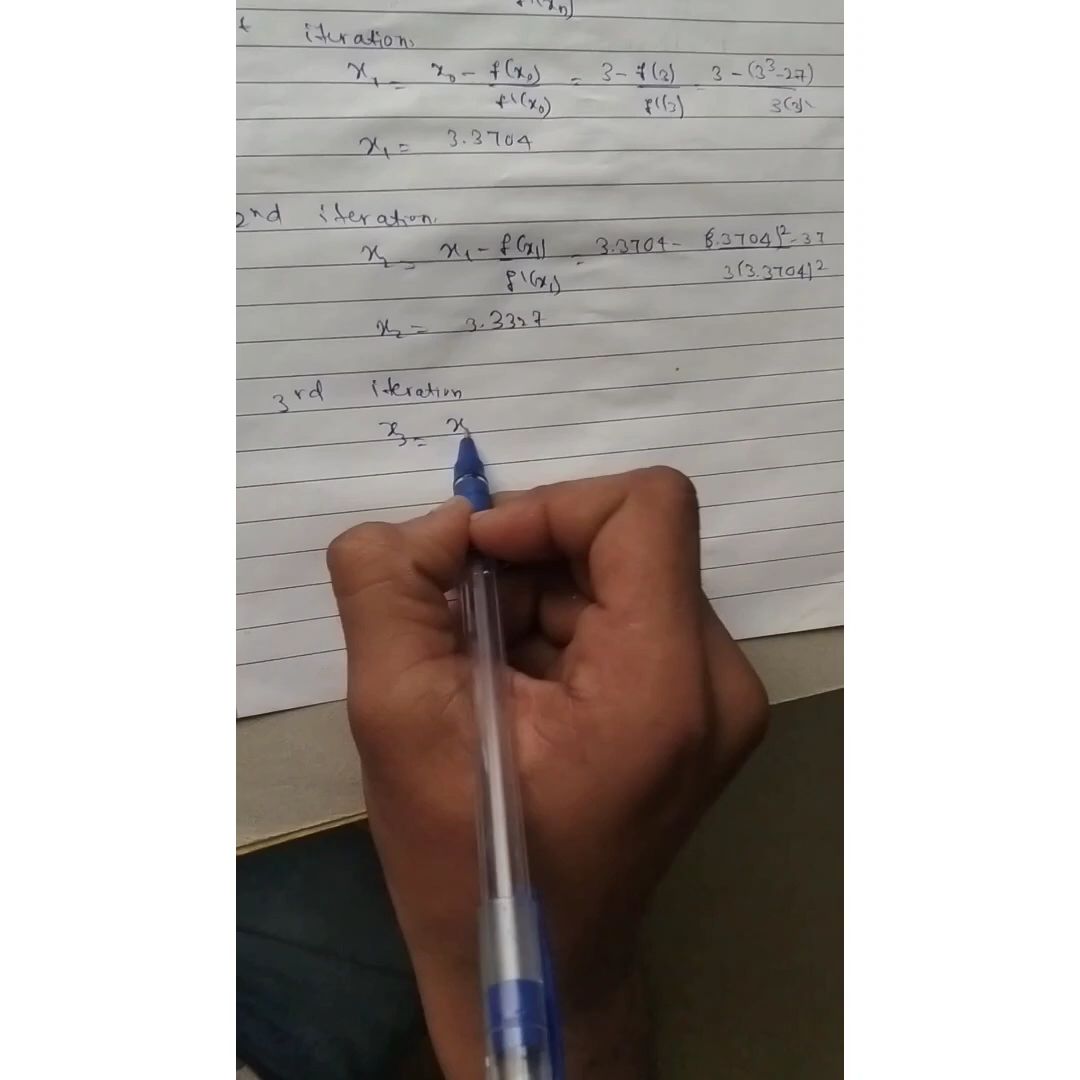 iteration.
x₁ = x₀ - f(x₀)/f'(x₀) = 3 - f(3)/f'(3) = 3 - (3³-27)/3(3)
x₁ = 3.3704
2nd iteration.
x₂ = x₁ - f(x₁)/f'(x₁) = 3.3704 - (3.3704)² - 37/3(3.3704)²
x₂ = 3.3327
3rd iteration
x₃ = x